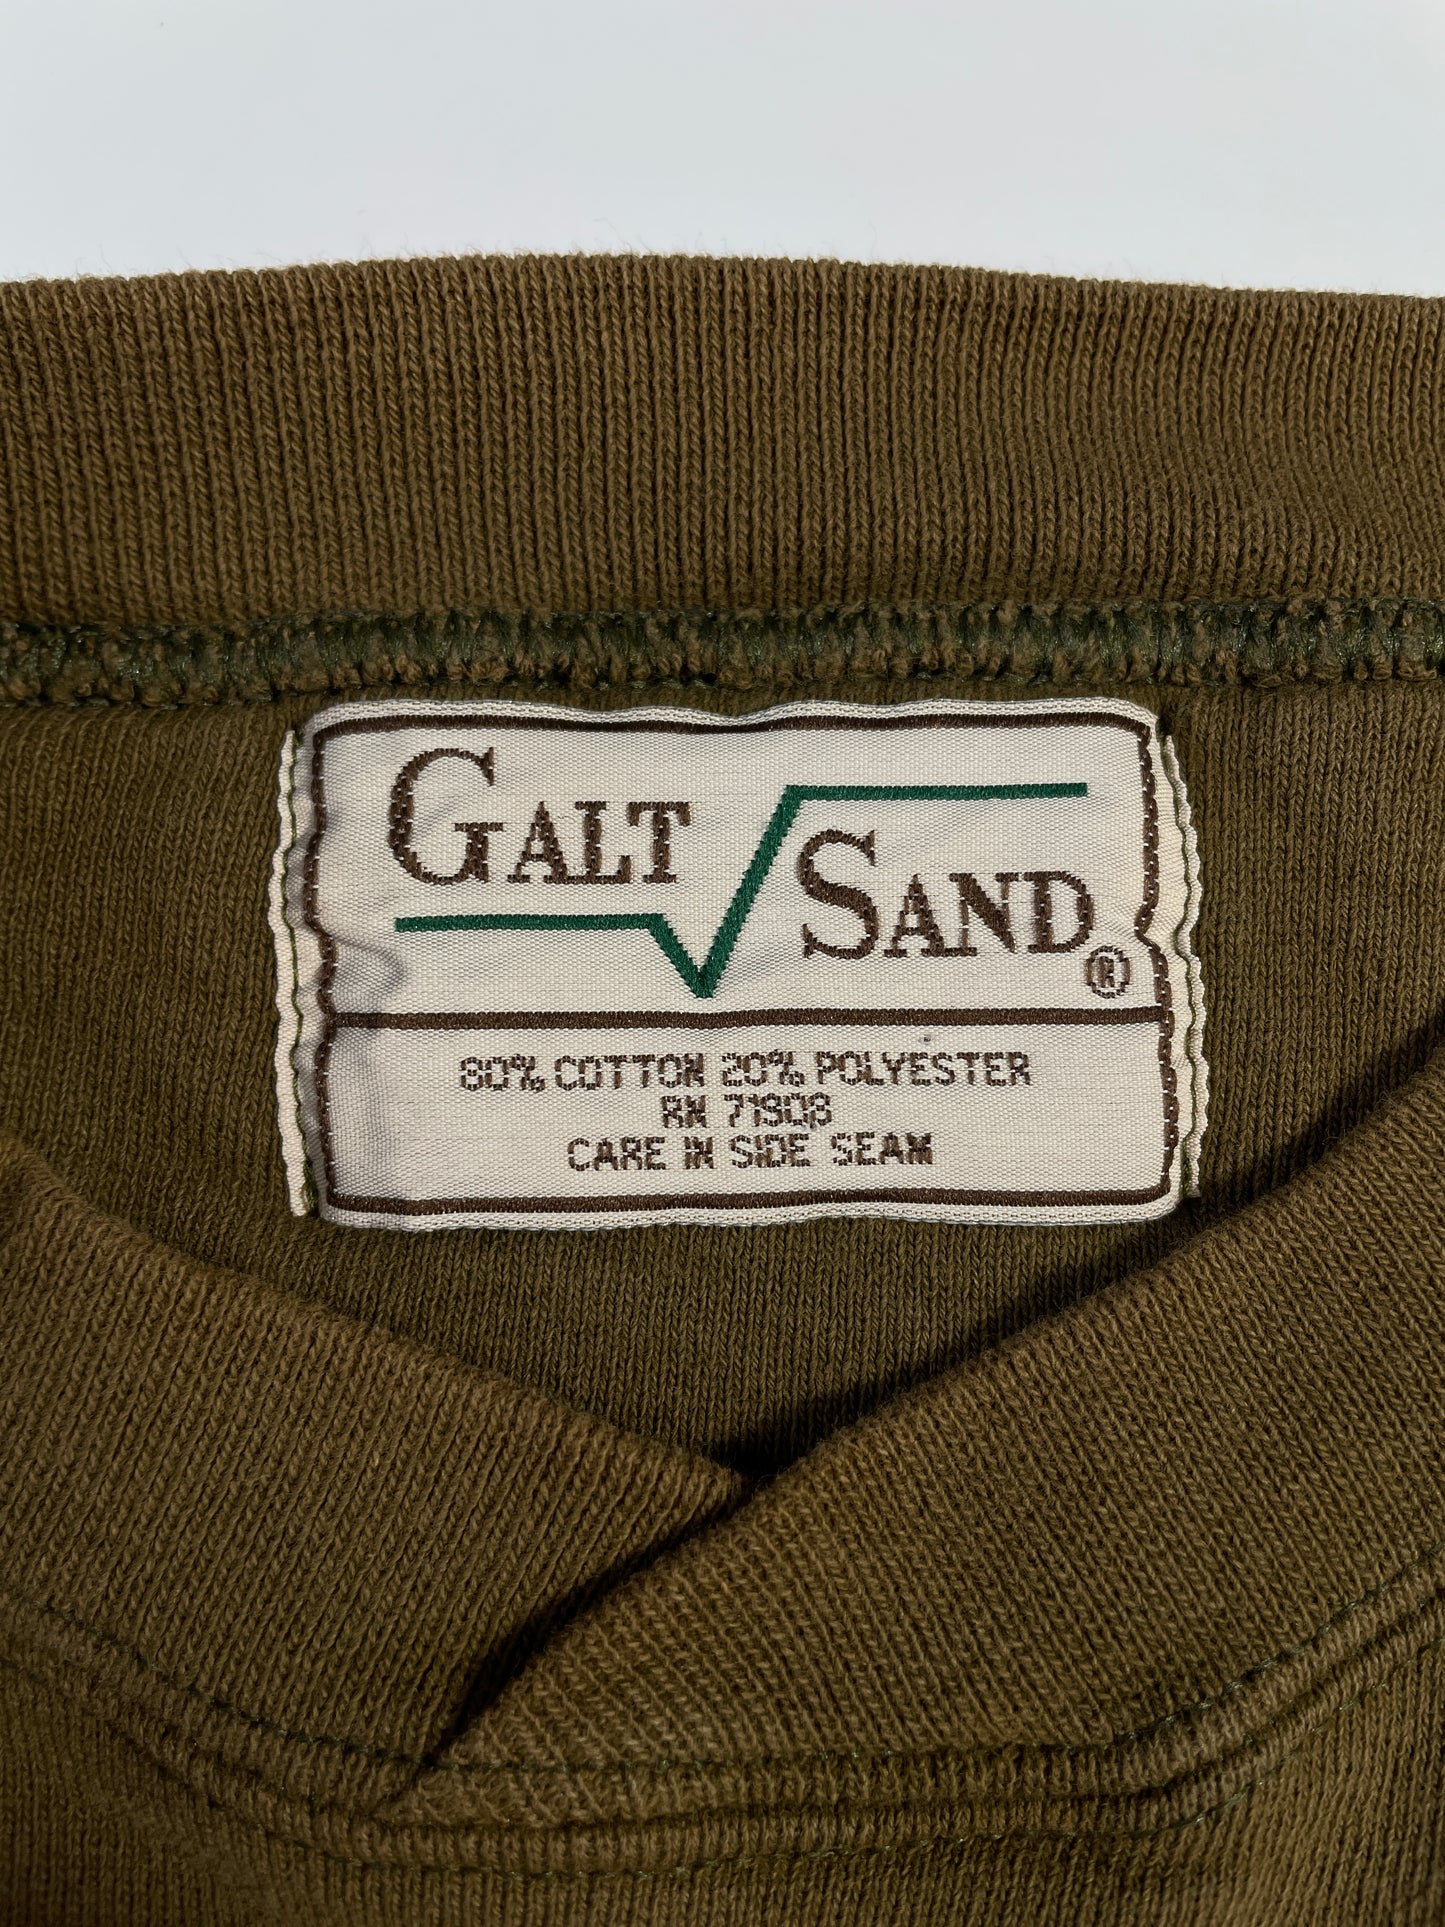 GALT SAND®
80% COTTON 20% POLYESTER
RN 71908
CARE IN SIDE SEAM